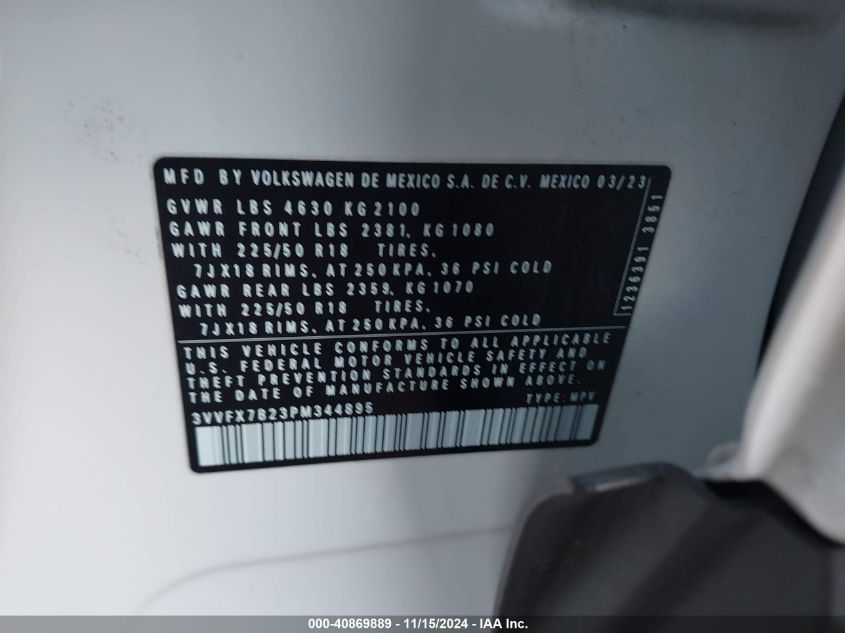 MFD BY VOLKSWAGEN DE MEXICO S.A. DE C.V. MEXICO 03/23
GVWR LBS 4630 KG 2100
GAWR FRONT LBS 2381, KG 1080
WITH 225/50 R18 TIRES,
7JX18 RIMS, AT 250 KPA, 36 PSI COLD
GAWR REAR LBS 2359, KG 1070
WITH 225/50 R18 TIRES,
7JX18 RIMS, AT 250 KPA, 36 PSI COLD
1236391 3851
THIS VEHICLE CONFORMS TO ALL APPLICABLE
U.S. FEDERAL MOTOR VEHICLE SAFETY AND
THEFT PREVENTION STANDARDS IN EFFECT ON
THE DATE OF MANUFACTURE SHOWN ABOVE.
3VVFX7B23PM344895 TYPE: MPV
000-40869889 - 11/15/2024 - IAA Inc.